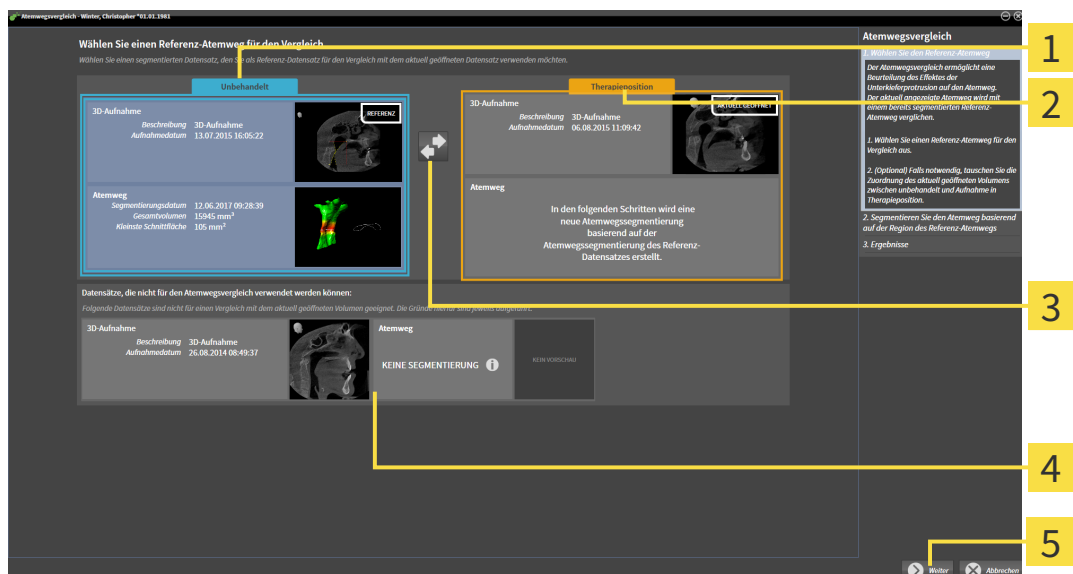 Atemwegsvergleich - Winter, Christopher *01.01.1981
Wählen Sie einen Referenz-Atemweg für den Vergleich
Wählen Sie einen segmentierten Datensatz, den Sie als Referenz-Datensatz für den Vergleich mit dem aktuell geöffneten Datensatz verwenden möchten.
Unbehandelt
3D-Aufnahme
Beschreibung 3D-Aufnahme
Aufnahmedatum 13.07.2015 16:05:22
REFERENZ
Atemweg
Segmentierungsdatum 12.06.2017 09:28:39
Gesamtvolumen 15945 mm³
Kleinste Schnittfläche 105 mm²
Therapieposition
3D-Aufnahme
Beschreibung 3D-Aufnahme
Aufnahmedatum 06.08.2015 11:09:42
AKTUELL GEÖFFNET
Atemweg
In den folgenden Schritten wird eine
neue Atemwegssegmentierung
basierend auf der
Atemwegssegmentierung des Referenz-
Datensatzes erstellt.
Datensätze, die nicht für den Atemwegsvergleich verwendet werden können:
Folgende Datensätze sind nicht für einen Vergleich mit dem aktuell geöffneten Volumen geeignet. Die Gründe hierfür sind jeweils aufgeführt.
3D-Aufnahme
Beschreibung 3D-Aufnahme
Aufnahmedatum 26.08.2014 08:49:37
Atemweg
KEINE SEGMENTIERUNG
KEIN VORSCHAU
Atemwegsvergleich
1. Wählen Sie den Referenz-Atemweg
Der Atemwegsvergleich ermöglicht eine
Beurteilung des Effektes der
Unterkieferprotrusion auf den Atemweg.
Der aktuell angezeigte Atemweg wird mit
einem bereits segmentierten Referenz-
Atemweg verglichen.
1. Wählen Sie einen Referenz-Atemweg für den
Vergleich aus.
2. (Optional) Falls notwendig, tauschen Sie die
Zuordnung des aktuell geöffneten Volumens
zwischen unbehandelt und Aufnahme in
Therapieposition.
2. Segmentieren Sie den Atemweg basierend
auf der Region des Referenz-Atemwegs
3. Ergebnisse
Weiter
Abbrechen
1
2
3
4
5